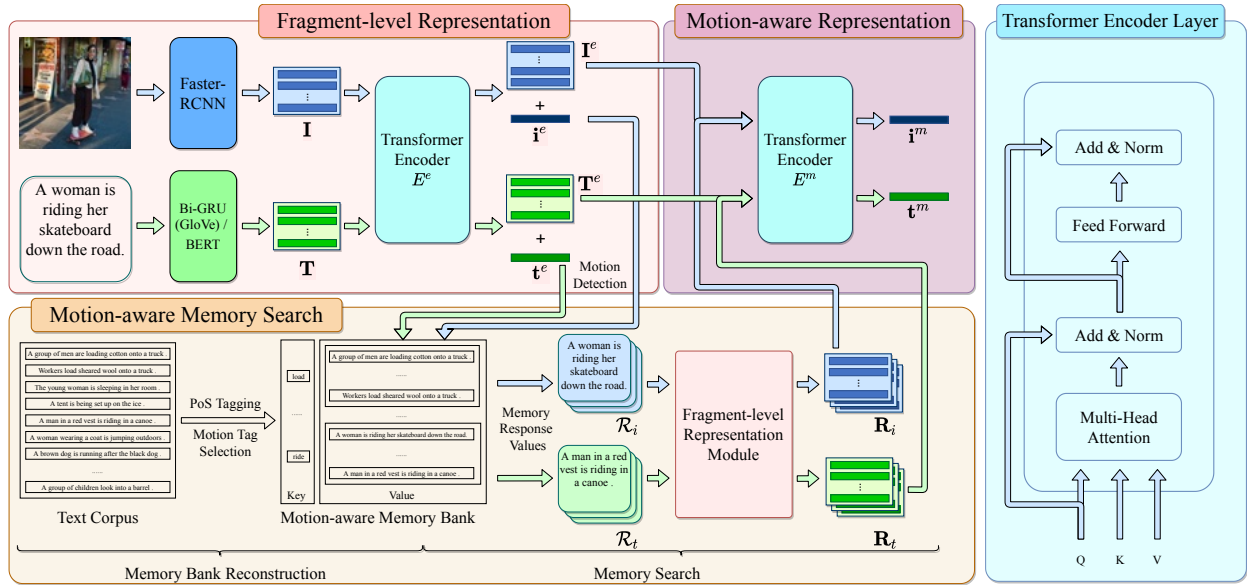 Fragment-level Representation
Motion-aware Representation
Transformer Encoder Layer
Faster-
RCNN
I
Transformer
Encoder
E^e
I^e
+
i^e
A woman is
riding her
skateboard
down the road.
Bi-GRU
(GloVe) /
BERT
T
T^e
+
t^e
Motion
Detection
Transformer
Encoder
E^m
i^m
t^m
Add & Norm
Feed Forward
Add & Norm
Multi-Head
Attention
Q
K
V
Motion-aware Memory Search
A group of men are loading cotton onto a truck .
Workers load sheared wool onto a truck .
The young woman is sleeping in her room .
A tent is being set up on the ice .
A man in a red vest is riding in a canoe .
A woman wearing a coat is jumping outdoors .
A brown dog is running after the black dog .
......
A group of children look into a barrel .
Text Corpus
PoS Tagging
Motion Tag
Selection
load
......
ride
Key
A group of men are loading cotton onto a truck .
......
Workers load sheared wool onto a truck .
A woman is riding her skateboard down the road.
......
A man in a red vest is riding in a canoe .
Value
Motion-aware Memory Bank
Memory
Response
Values
A woman is
riding her
skateboard
down the road.
R_i
A man in a red
vest is riding in
a canoe .
R_t
Fragment-level
Representation
Module
R_i
R_t
Memory Bank Reconstruction
Memory Search